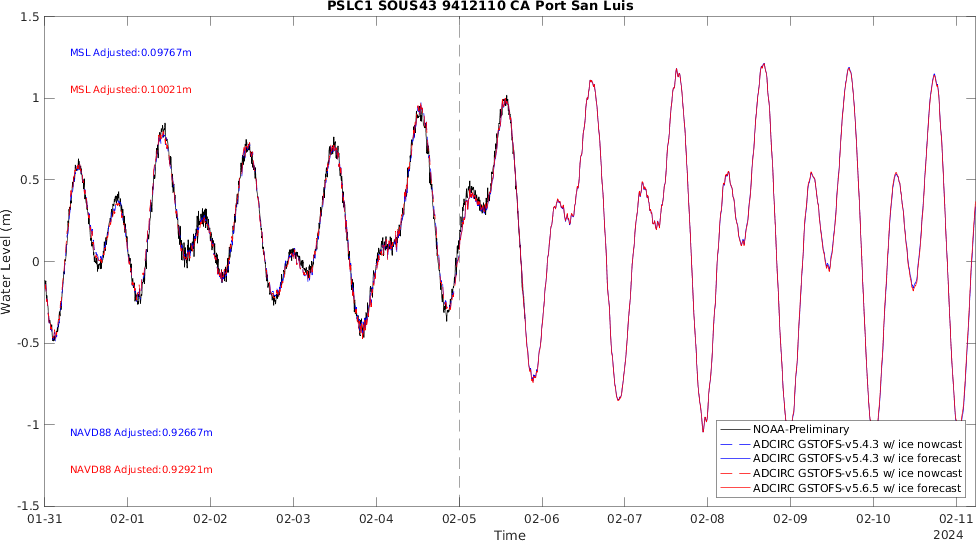 PSLC1 SOUS43 9412110 CA Port San Luis
1.5
MSL Adjusted:0.09767m
MSL Adjusted:0.10021m
1
0.5
0
Water Level (m)
-0.5
-1
NAVD88 Adjusted:0.92667m
NAVD88 Adjusted:0.92921m
NOAA-Preliminary
ADCIRC GSTOFS-v5.4.3 w/ ice nowcast
ADCIRC GSTOFS-v5.4.3 w/ ice forecast
ADCIRC GSTOFS-v5.6.5 w/ ice nowcast
ADCIRC GSTOFS-v5.6.5 w/ ice forecast
-1.5
01-31 02-01 02-02 02-03 02-04 02-05 02-06 02-07 02-08 02-09 02-10 02-11
Time 2024